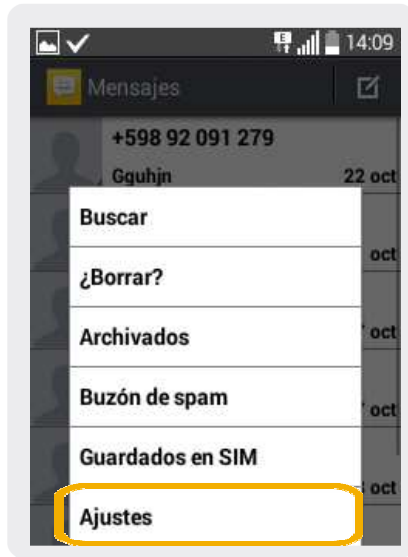 14:09
Mensajes
+598 92 091 279
Gguhjn 22 oct
Buscar
oct
¿Borrar?
Archivados
oct
Buzón de spam
oct
Guardados en SIM
oct
Ajustes